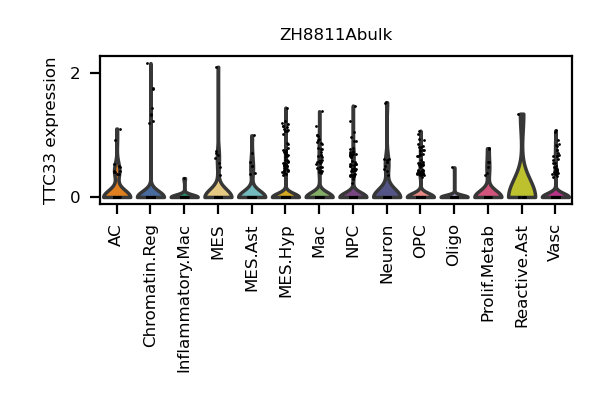 ZH8811Abulk
TTC33 expression
2
0
AC
Chromatin.Reg
Inflammatory.Mac
MES
MES.Ast
MES.Hyp
Mac
NPC
Neuron
OPC
Oligo
Prolif.Metab
Reactive.Ast
Vasc